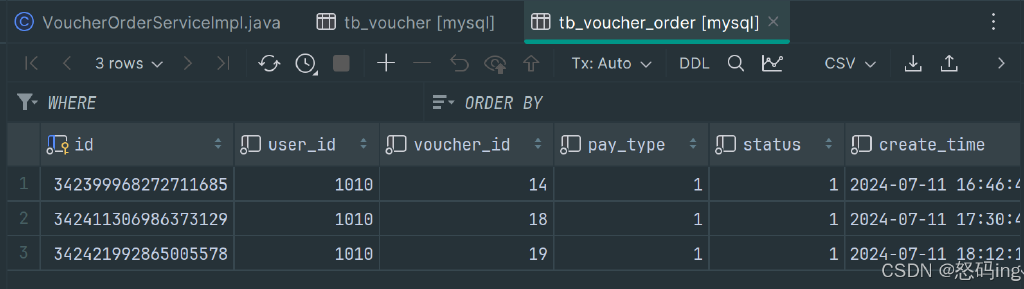 VoucherOrderServiceImpl.java tb_voucher [mysql] tb_voucher_order [mysql]
3 rows Tx: Auto DDL CSV
WHERE ORDER BY
id user_id voucher_id pay_type status create_time
1 342399968272711685 1010 14 1 1 2024-07-11 16:46:4
2 342411306986373129 1010 18 1 1 2024-07-11 17:30:4
3 342421992865005578 1010 19 1 1 2024-07-11 18:12:1
CSDN @怒码ing